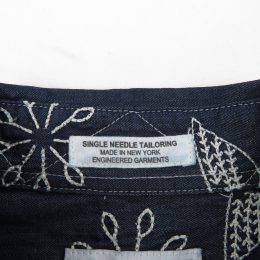 SINGLE NEEDLE TAILORING
MADE IN NEW YORK
ENGINEERED GARMENTS